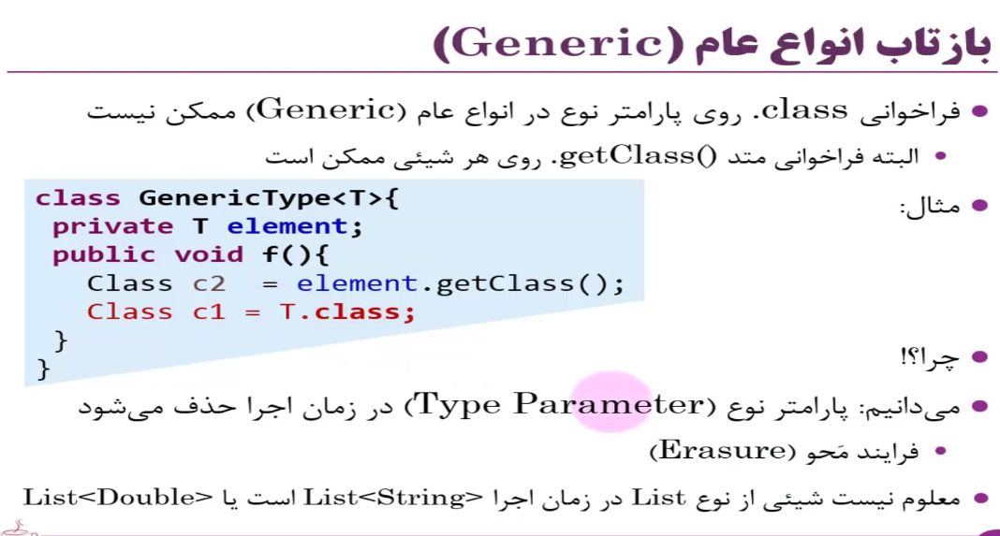 بازتاب انواع عام (Generic)
فراخوانی .class روی پارامتر نوع در انواع عام (Generic) ممکن نیست
البته فراخوانی متد .getClass() روی هر شیئی ممکن است
مثال:
class GenericType<T>{
private T element;
public void f(){
Class c2 = element.getClass();
Class c1 = T.class;
}
}
چرا؟!
می‌دانیم: پارامتر نوع (Type Parameter) در زمان اجرا حذف می‌شود
فرایند مَحو (Erasure)
معلوم نیست شیئی از نوع List در زمان اجرا List<String> است یا List<Double>